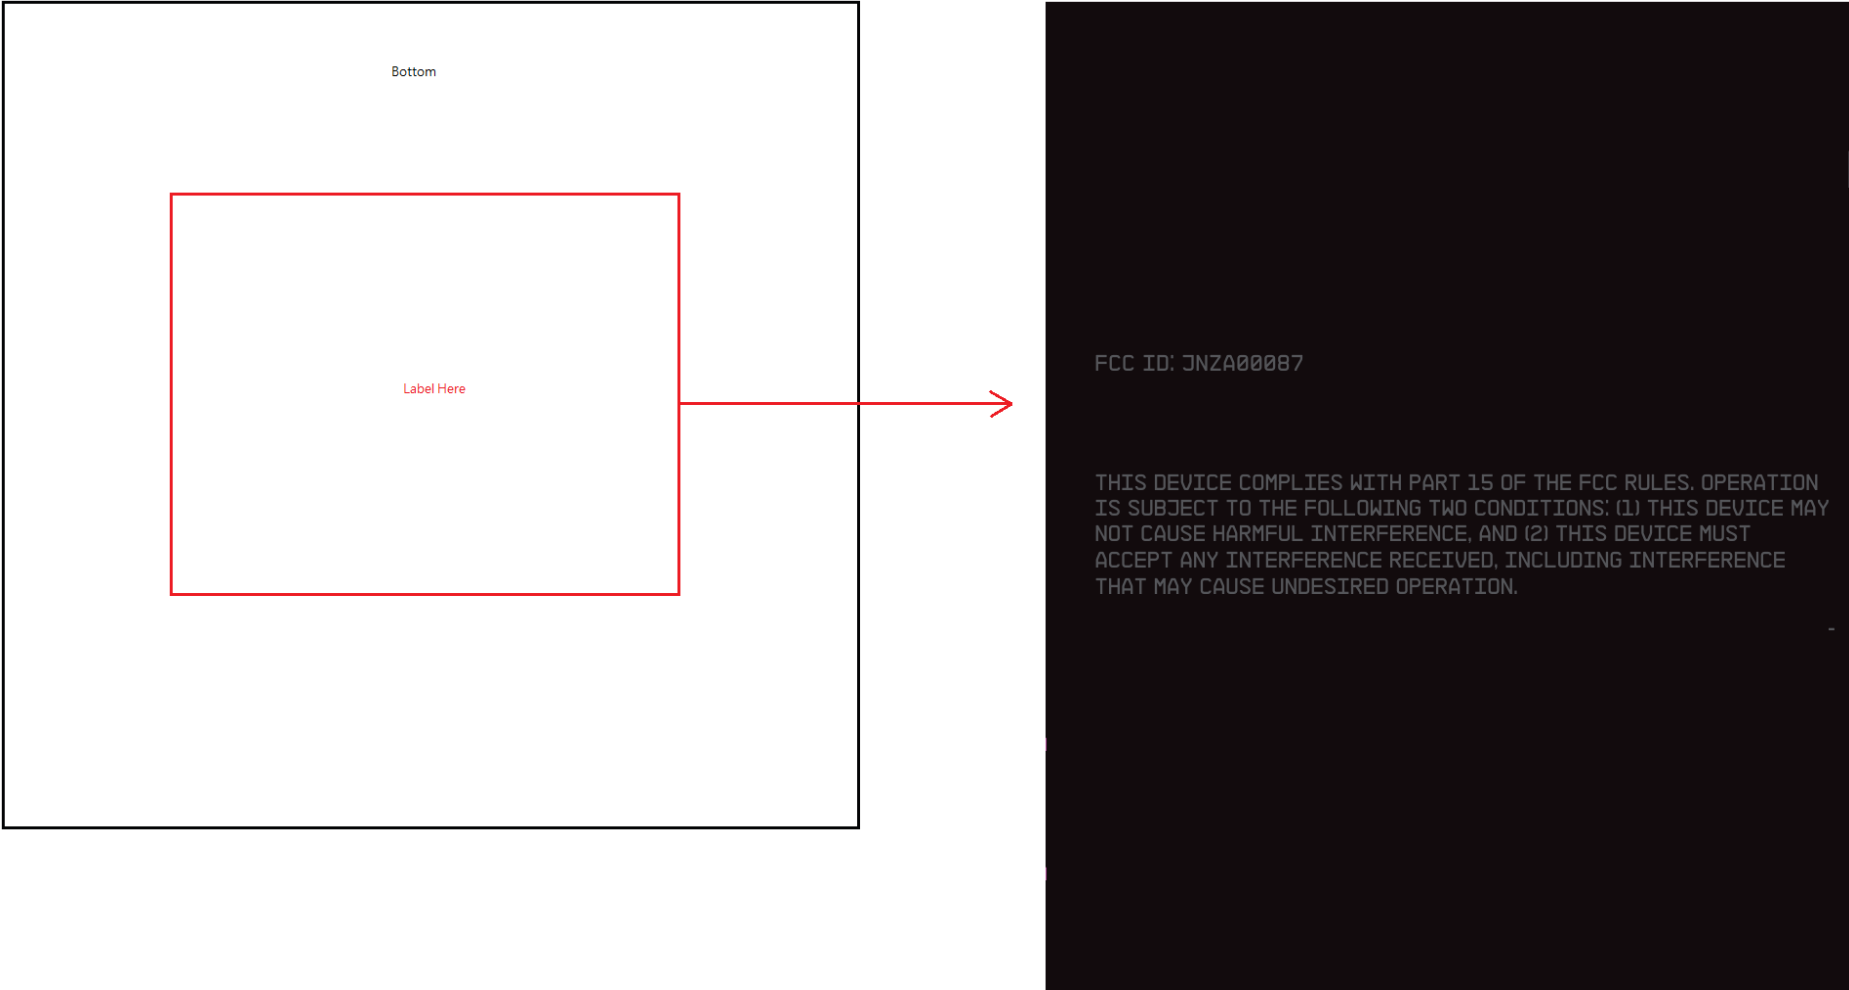 Bottom
Label Here
FCC ID: JNZA00087
THIS DEVICE COMPLIES WITH PART 15 OF THE FCC RULES. OPERATION
IS SUBJECT TO THE FOLLOWING TWO CONDITIONS: (1) THIS DEVICE MAY
NOT CAUSE HARMFUL INTERFERENCE, AND (2) THIS DEVICE MUST
ACCEPT ANY INTERFERENCE RECEIVED, INCLUDING INTERFERENCE
THAT MAY CAUSE UNDESIRED OPERATION.
-